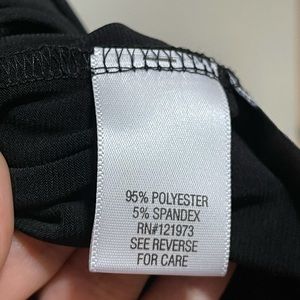 95% POLYESTER
5% SPANDEX
RN#121973
SEE REVERSE
FOR CARE